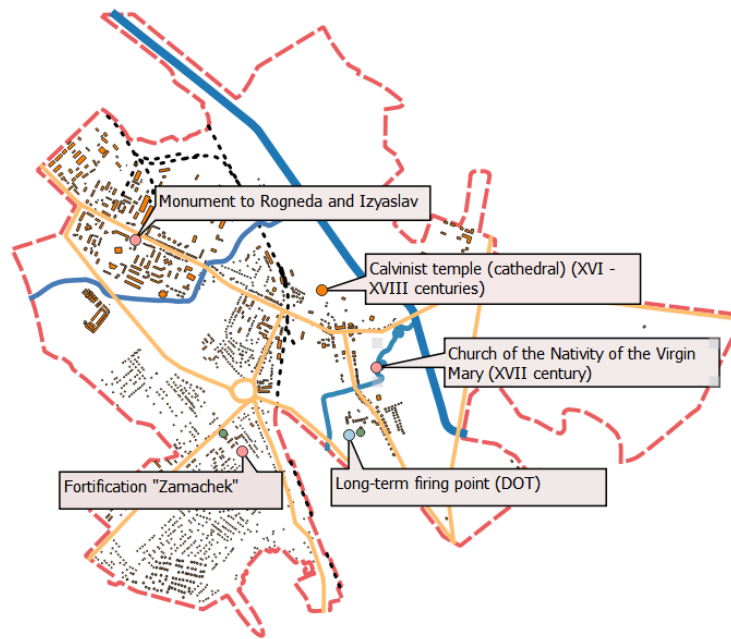 Monument to Rogneda and Izyaslav
Calvinist temple (cathedral) (XVI -
XVIII centuries)
Church of the Nativity of the Virgin
Mary (XVII century)
Fortification "Zamachek"
Long-term firing point (DOT)